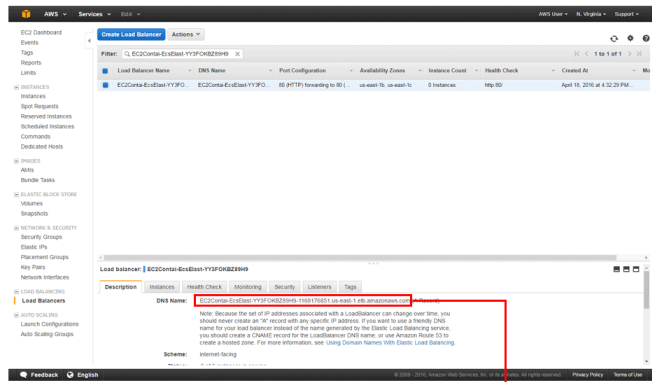 AWS Services Edit AWS User N. Virginia Support
EC2 Dashboard
Events
Tags
Reports
Limits
INSTANCES
Instances
Spot Requests
Reserved Instances
Scheduled Instances
Commands
Dedicated Hosts
IMAGES
AMIs
Bundle Tasks
ELASTIC BLOCK STORE
Volumes
Snapshots
NETWORK & SECURITY
Security Groups
Elastic IPs
Placement Groups
Key Pairs
Network Interfaces
LOAD BALANCING
Load Balancers
AUTO SCALING
Launch Configurations
Auto Scaling Groups
Create Load Balancer Actions
Filter: EC2Contai-EcsElast-YY3FOKBZ89H9 X 1 to 1 of 1
Load Balancer Name DNS Name Port Configuration Availability Zones Instance Count Health Check Created At Mo
EC2Contai-EcsElast-YY3FO... EC2Contai-EcsElast-YY3FO... 80 (HTTP) forwarding to 80 (... us-east-1b, us-east-1c 0 Instances http:80/ April 18, 2016 at 4:32:29 PM...
Load balancer: EC2Contai-EcsElast-YY3FOKBZ89H9
Description Instances Health Check Monitoring Security Listeners Tags
DNS Name: EC2Contai-EcsElast-YY3FOKBZ89H9-1168176851.us-east-1.elb.amazonaws.com (A Record)
Note: Because the set of IP addresses associated with a LoadBalancer can change over time, you
should never create an "A" record with any specific IP address. If you want to use a friendly DNS
name for your load balancer instead of the name generated by the Elastic Load Balancing service,
you should create a CNAME record for the LoadBalancer DNS name, or use Amazon Route 53 to
create a hosted zone. For more information, see Using Domain Names With Elastic Load Balancing.
Scheme: internet-facing
Feedback English © 2008 - 2016, Amazon Web Services, Inc. or its affiliates. All rights reserved. Privacy Policy Terms of Use